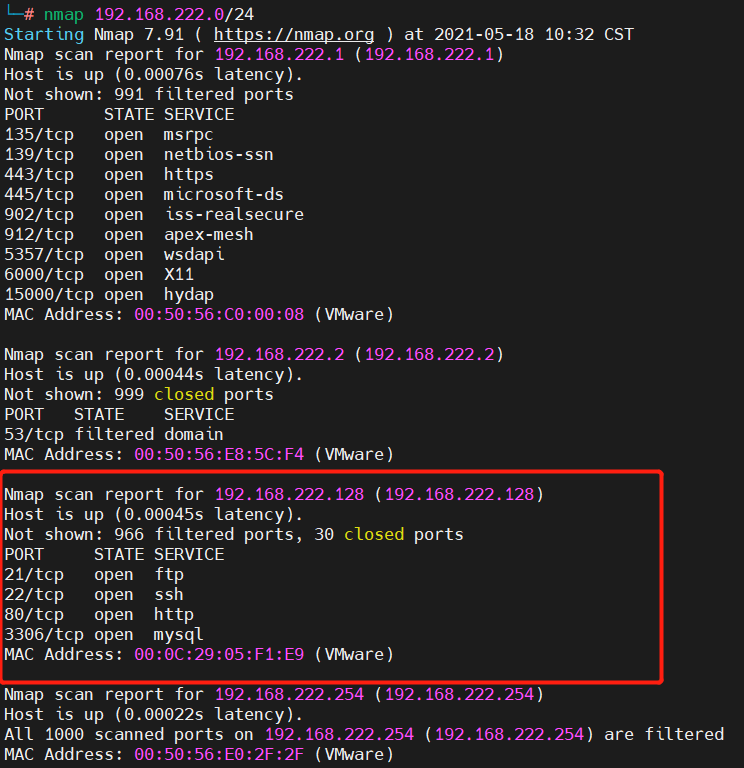 └─# nmap 192.168.222.0/24
Starting Nmap 7.91 ( https://nmap.org ) at 2021-05-18 10:32 CST
Nmap scan report for 192.168.222.1 (192.168.222.1)
Host is up (0.00076s latency).
Not shown: 991 filtered ports
PORT      STATE SERVICE
135/tcp   open  msrpc
139/tcp   open  netbios-ssn
443/tcp   open  https
445/tcp   open  microsoft-ds
902/tcp   open  iss-realsecure
912/tcp   open  apex-mesh
5357/tcp  open  wsdapi
6000/tcp  open  X11
15000/tcp open  hydap
MAC Address: 00:50:56:C0:00:08 (VMware)

Nmap scan report for 192.168.222.2 (192.168.222.2)
Host is up (0.00044s latency).
Not shown: 999 closed ports
PORT   STATE    SERVICE
53/tcp filtered domain
MAC Address: 00:50:56:E8:5C:F4 (VMware)

Nmap scan report for 192.168.222.128 (192.168.222.128)
Host is up (0.00045s latency).
Not shown: 966 filtered ports, 30 closed ports
PORT     STATE SERVICE
21/tcp   open  ftp
22/tcp   open  ssh
80/tcp   open  http
3306/tcp open  mysql
MAC Address: 00:0C:29:05:F1:E9 (VMware)

Nmap scan report for 192.168.222.254 (192.168.222.254)
Host is up (0.00022s latency).
All 1000 scanned ports on 192.168.222.254 (192.168.222.254) are filtered
MAC Address: 00:50:56:E0:2F:2F (VMware)